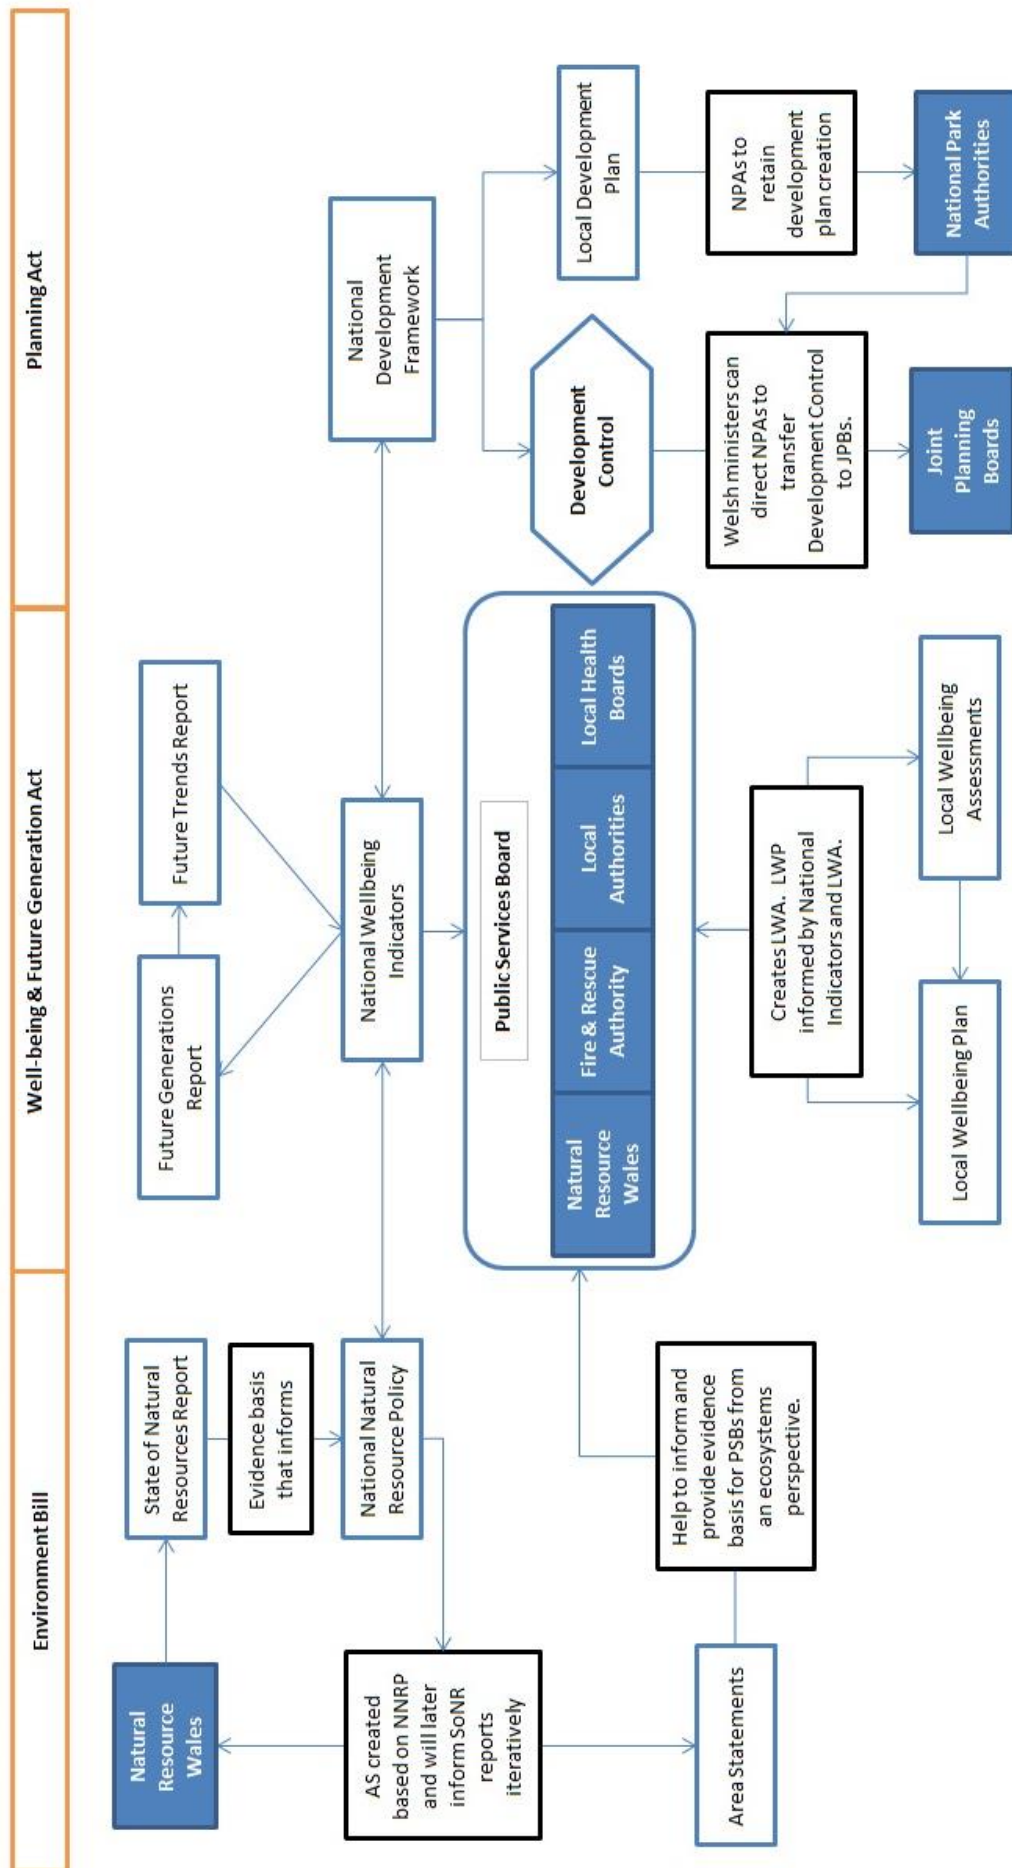 Environment Bill
Well-being & Future Generation Act
Planning Act
Natural
Resource
Wales
State of Natural
Resources Report
Evidence basis
that informs
National Natural
Resource Policy
AS created
based on NNRP
and will later
inform SoNR
reports
iteratively
Area Statements
Help to inform and
provide evidence
basis for PSBs from
an ecosystems
perspective.
Future Generations
Report
Future Trends Report
National Wellbeing
Indicators
Public Services Board
Natural
Resource
Wales
Fire & Rescue
Authority
Local
Authorities
Local Health
Boards
Creates LWA. LWP
informed by National
Indicators and LWA.
Local Wellbeing Plan
Local Wellbeing
Assessments
National
Development
Framework
Development
Control
Local Development
Plan
Welsh ministers can
direct NPAs to
transfer
Development Control
to JPBs.
NPAs to
retain
development
plan creation
Joint
Planning
Boards
National Park
Authorities